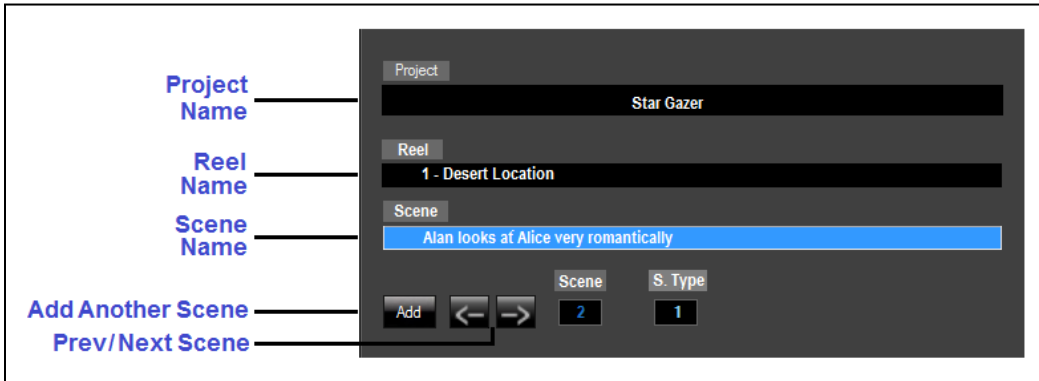 Project
Project
Name
Star Gazer
Reel
Reel
Name
1 - Desert Location
Scene
Scene
Name
Alan looks at Alice very romantically
Scene
S. Type
Add Another Scene
Add
<-
->
2
1
Prev/Next Scene